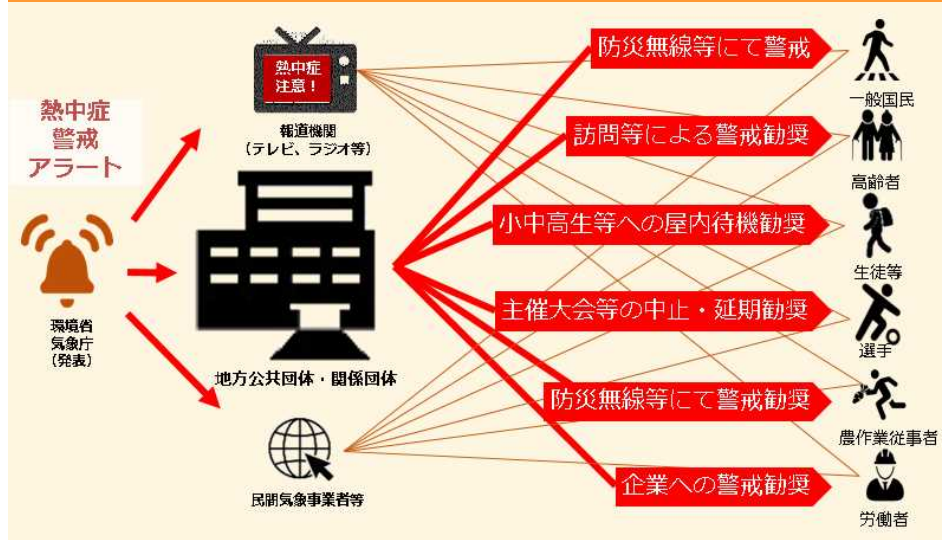 熱中症
警戒
アラート
環境省
気象庁
(発表)
熱中症
注意！
報道機関
(テレビ、ラジオ等)
地方公共団体・関係団体
民間気象事業者等
防災無線等にて警戒
一般国民
訪問等による警戒勧奨
高齢者
小中高生等への屋内待機勧奨
生徒等
主催大会等の中止・延期勧奨
選手
防災無線等にて警戒勧奨
農作業従事者
企業への警戒勧奨
労働者